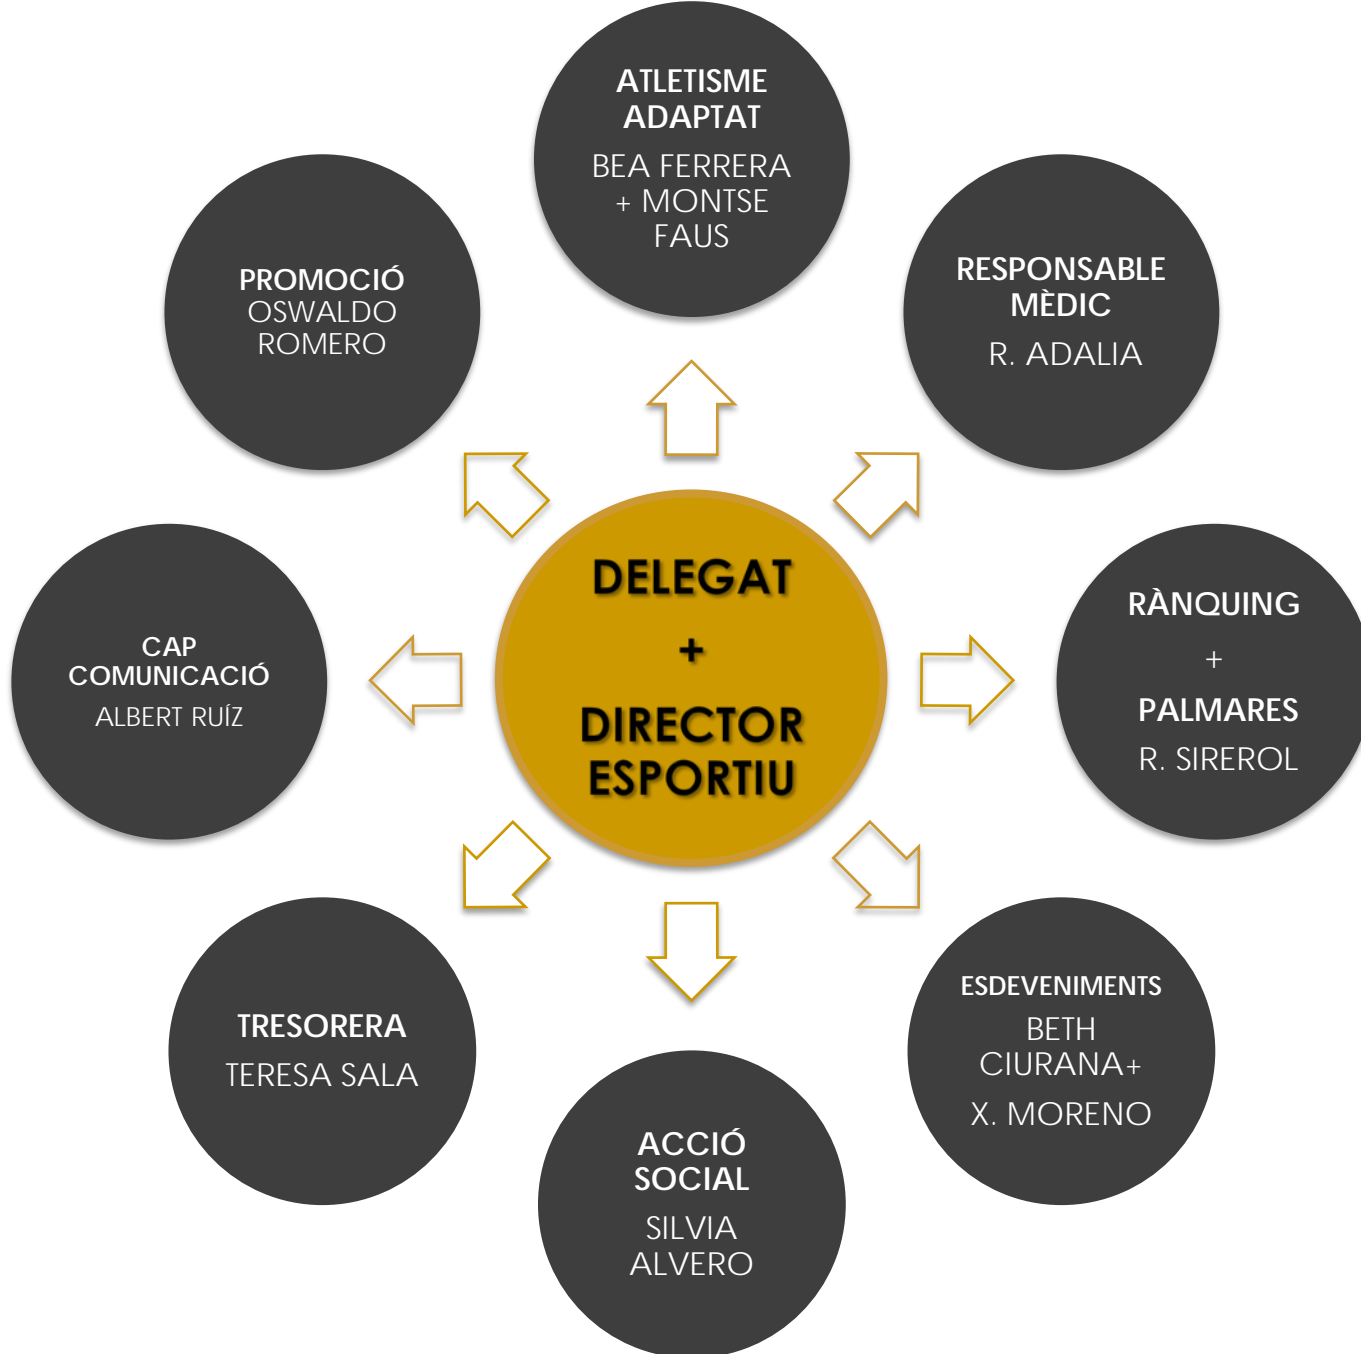 ATLETISME
ADAPTAT
BEA FERRERA
+ MONTSE
FAUS
RESPONSABLE
MÈDIC
R. ADALIA
RÀNQUING
+
PALMARES
R. SIREROL
ESDEVENIMENTS
BETH
CIURANA+
X. MORENO
ACCIÓ
SOCIAL
SILVIA
ALVERO
TRESORERA
TERESA SALA
CAP
COMUNICACIÓ
ALBERT RUÍZ
PROMOCIÓ
OSWALDO
ROMERO
DELEGAT
+
DIRECTOR
ESPORTIU